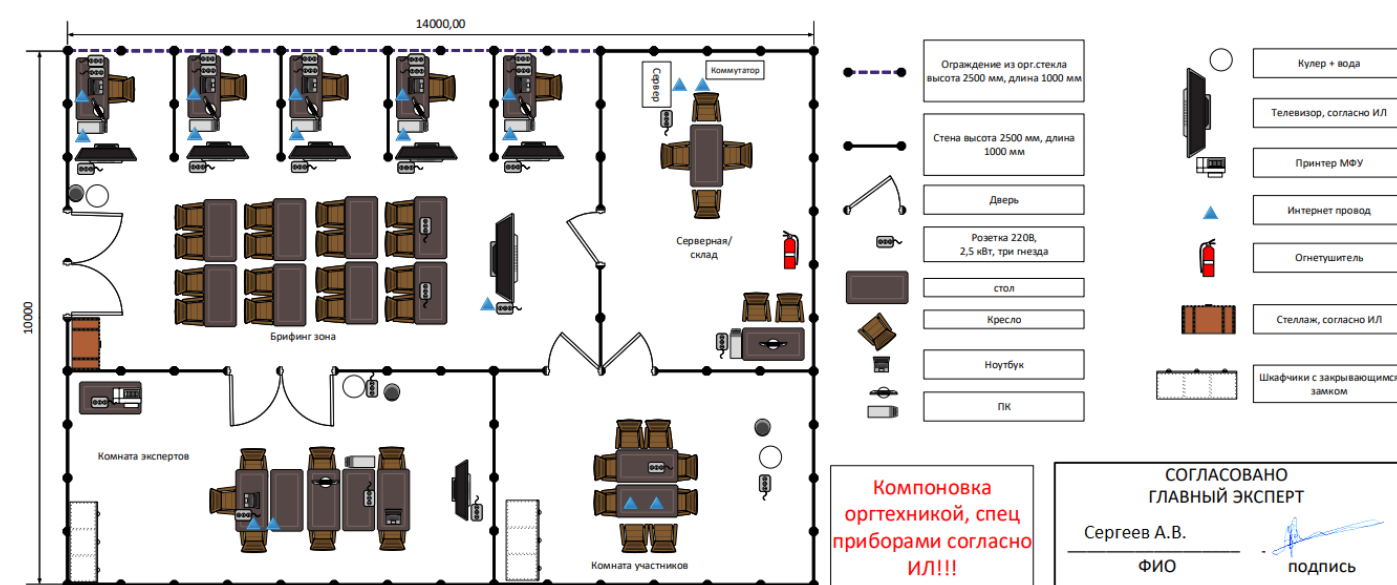 14000,00
10000
Сервер
Коммутатор
Серверная/
склад
Брифинг зона
Комната экспертов
Комната участников
Ограждение из орг.стекла
высота 2500 мм, длина
1000 мм
Стена высота 2500 мм, длина
1000 мм
Дверь
Розетка 220В,
2,5 кВт, три гнезда
стол
Кресло
Ноутбук
ПК
Кулер + вода
Телевизор, согласно ИЛ
Принтер МФУ
Интернет провод
Огнетушитель
Стеллаж, согласно ИЛ
Шкафчики с закрывающимся
замком
Компоновка
оргтехникой, спец
приборами согласно
ИЛ!!!
СОГЛАСОВАНО
ГЛАВНЫЙ ЭКСПЕРТ
Сергеев А.В.
ФИО
подпись